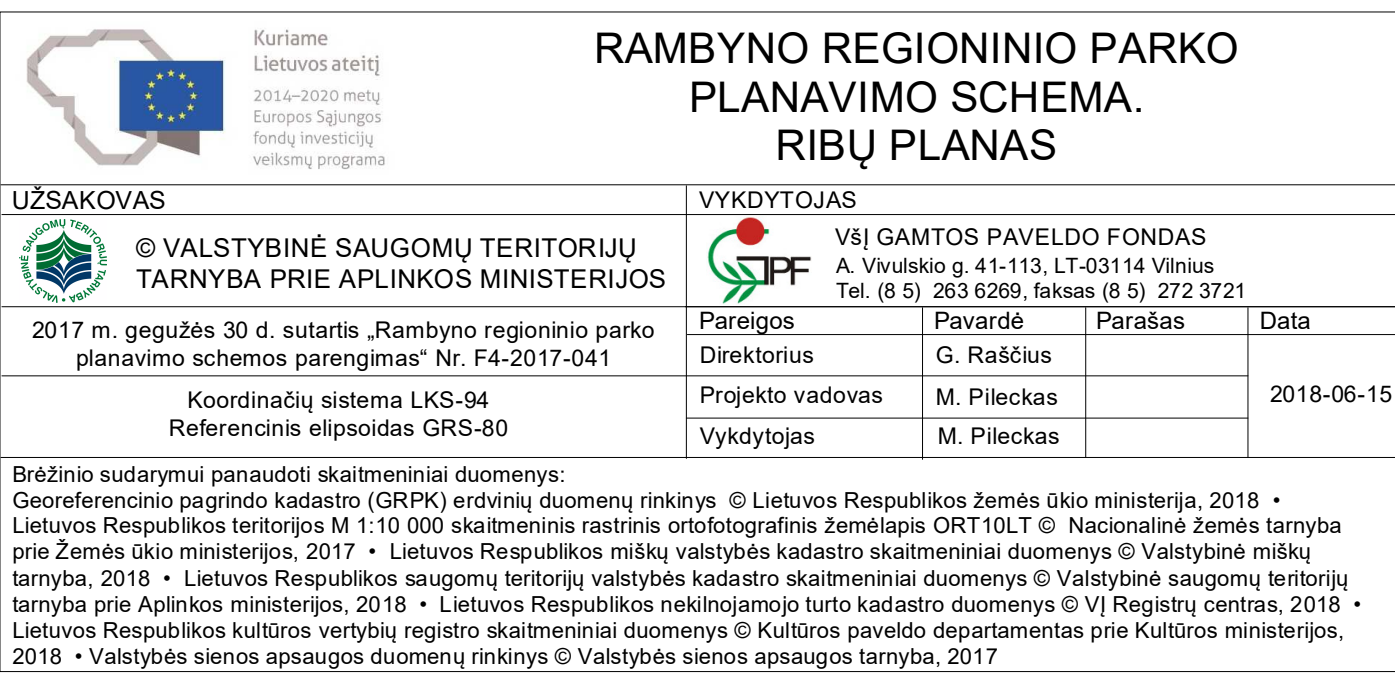 Kuriame
Lietuvos ateitį
2014–2020 metų
Europos Sąjungos
fondų investicijų
veiksmų programa
RAMBYNO REGIONINIO PARKO
PLANAVIMO SCHEMA.
RIBŲ PLANAS
UŽSAKOVAS
VYKDYTOJAS
VALSTYBINĖ SAUGOMŲ TERITORIJŲ TARNYBA
© VALSTYBINĖ SAUGOMŲ TERITORIJŲ
TARNYBA PRIE APLINKOS MINISTERIJOS
GPF
VšĮ GAMTOS PAVELDO FONDAS
A. Vivulskio g. 41-113, LT-03114 Vilnius
Tel. (8 5) 263 6269, faksas (8 5) 272 3721
2017 m. gegužės 30 d. sutartis „Rambyno regioninio parko
planavimo schemos parengimas“ Nr. F4-2017-041
Koordinačių sistema LKS-94
Referencinis elipsoidas GRS-80
Pareigos Pavardė Parašas Data
Direktorius G. Raščius
Projekto vadovas M. Pileckas 2018-06-15
Vykdytojas M. Pileckas
Brėžinio sudarymui panaudoti skaitmeniniai duomenys:
Georeferencinio pagrindo kadastro (GRPK) erdvinių duomenų rinkinys © Lietuvos Respublikos žemės ūkio ministerija, 2018 •
Lietuvos Respublikos teritorijos M 1:10 000 skaitmeninis rastrinis ortofotografinis žemėlapis ORT10LT © Nacionalinė žemės tarnyba
prie Žemės ūkio ministerijos, 2017 • Lietuvos Respublikos miškų valstybės kadastro skaitmeniniai duomenys © Valstybinė miškų
tarnyba, 2018 • Lietuvos Respublikos saugomų teritorijų valstybės kadastro skaitmeniniai duomenys © Valstybinė saugomų teritorijų
tarnyba prie Aplinkos ministerijos, 2018 • Lietuvos Respublikos nekilnojamojo turto kadastro duomenys © VĮ Registrų centras, 2018 •
Lietuvos Respublikos kultūros vertybių registro skaitmeniniai duomenys © Kultūros paveldo departamentas prie Kultūros ministerijos,
2018 • Valstybės sienos apsaugos duomenų rinkinys © Valstybės sienos apsaugos tarnyba, 2017